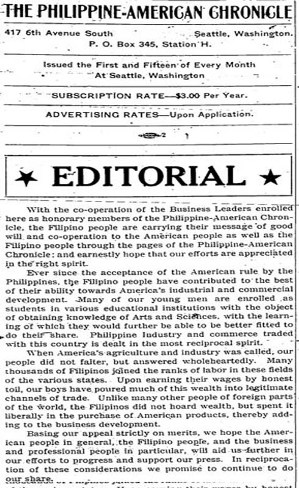 THE PHILIPPINE-AMERICAN CHRONICLE
417 6th Avenue South Seattle, Washington.
P. O. Box 345, Station H.
Issued the First and Fifteen of Every Month
At Seattle, Washington
SUBSCRIPTION RATE—$3.00 Per Year.
ADVERTISING RATES—Upon Application.
★ EDITORIAL ★
With the co-operation of the Business Leaders enrolled
here as honorary members of the Philippine-American Chron-
icle, the Filipino people are carrying their message of good
will and co-operation to the American people as well as the
Filipino people through the pages of the Philippine-American
Chronicle; and earnestly hope that our efforts are appreciated
in the right spirit.
Ever since the acceptance of the American rule by the
Philippines, the Filipino people have contributed to the best
of their ability towards America's industrial and commercial
development. Many of our young men are enrolled as
students in various educational institutions with the object
of obtaining knowledge of Arts and Sciences, with the learn-
ing of which they would further be able to be better fitted to
do their share. Philippine Industry and commerce traded
with this country is dealt in the most reciprocal spirit.
When America's agriculture and industry was called, our
people did not falter, but answered wholeheartedly. Many
thousands of Filipinos joined the ranks of labor in these fields
of the various states. Upon earning their wages by honest
toil, our boys have poured much of this wealth into legitimate
channels of trade. Unlike many other people of foreign parts
of the world, the Filipinos did not hoard wealth, but spent it
liberally in the purchase of American products, thereby add-
ing to the business development.
Basing our appeal strictly on merits, we hope the Amer-
ican people in general, the Filipino people, and the business
and professional people in particular, will aid us further in
our efforts to progress and support our press. In reciproca-
tion of these considerations we promise to continue to do
our share.